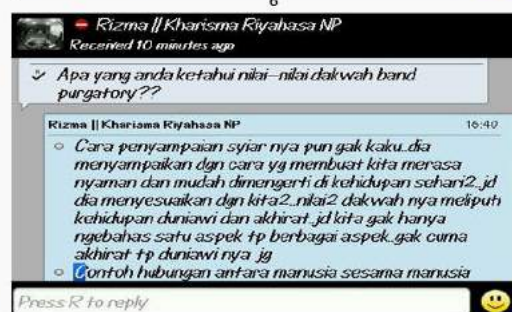 6
Rizma || Kharisma Riyahasa NP
Received 10 minutes ago
Apa yang anda ketahui nilai-nilai dakwah band
purgatory??
Rizma || Kharisma Riyahasa NP 16:40
Cara penyampaian syiar nya pun gak kaku..dia
menyampaikan dgn cara yg membuat kita merasa
nyaman dan mudah dimengerti di kehidupan sehari2..jd
dia menyesuaikan dgn kita2..nilai2 dakwah nya meliputi
kehidupan duniawi dan akhirat..jd kita gak hanya
ngebahas satu aspek tp berbagai aspek..gak cuma
akhirat tp duniawi nya jg
Contoh hubungan antara manusia sesama manusia
Press R to reply